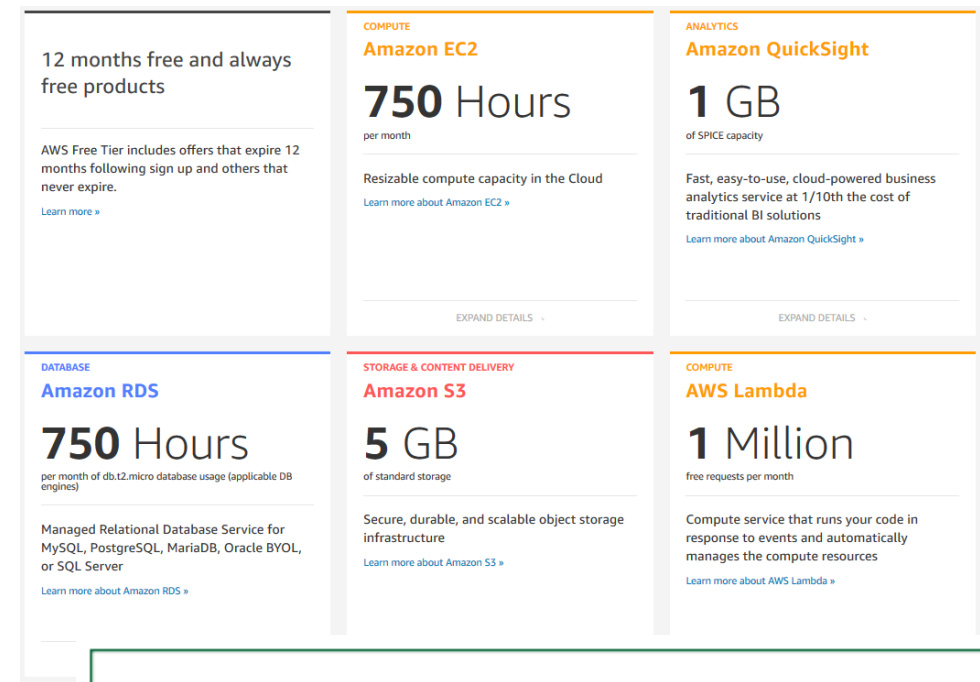 12 months free and always
free products
AWS Free Tier includes offers that expire 12
months following sign up and others that
never expire.
Learn more »
COMPUTE
Amazon EC2
750 Hours
per month
Resizable compute capacity in the Cloud
Learn more about Amazon EC2 »
EXPAND DETAILS
ANALYTICS
Amazon QuickSight
1 GB
of SPICE capacity
Fast, easy-to-use, cloud-powered business
analytics service at 1/10th the cost of
traditional BI solutions
Learn more about Amazon QuickSight »
EXPAND DETAILS
DATABASE
Amazon RDS
750 Hours
per month of db.t2.micro database usage (applicable DB
engines)
Managed Relational Database Service for
MySQL, PostgreSQL, MariaDB, Oracle BYOL,
or SQL Server
Learn more about Amazon RDS »
STORAGE & CONTENT DELIVERY
Amazon S3
5 GB
of standard storage
Secure, durable, and scalable object storage
infrastructure
Learn more about Amazon S3 »
COMPUTE
AWS Lambda
1 Million
free requests per month
Compute service that runs your code in
response to events and automatically
manages the compute resources
Learn more about AWS Lambda »